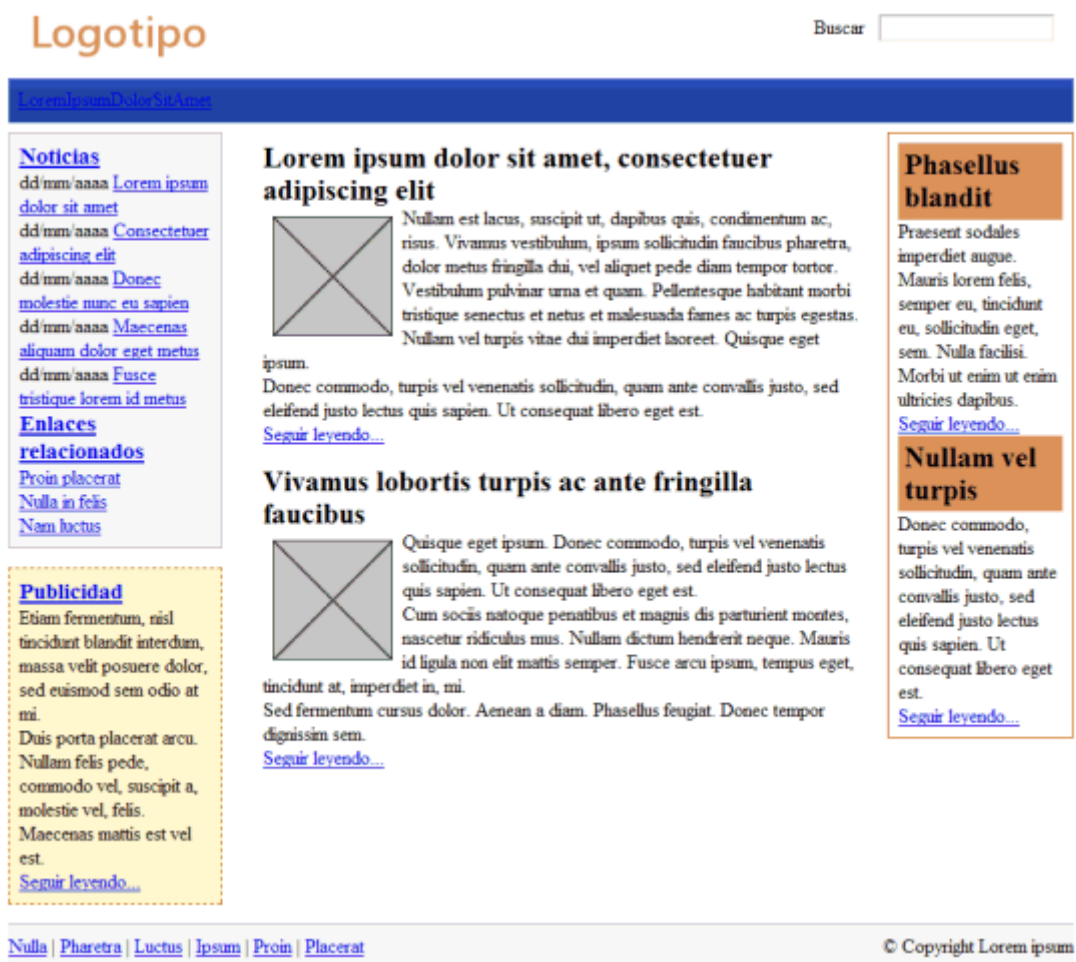 Logotipo
Buscar
LoremIpsumDolorSitAmet
Noticias
dd/mm/aaaa Lorem ipsum
dolor sit amet
dd/mm/aaaa Consectetuer
adipiscing elit
dd/mm/aaaa Donec
molestie nunc eu sapien
dd/mm/aaaa Maecenas
aliquam dolor eget metus
dd/mm/aaaa Fusce
tristique lorem id metus
Enlaces
relacionados
Proin placerat
Nulla in felis
Nam luctus
Publicidad
Etiam fermentum, nisl
tincidunt blandit interdum,
massa velit posuere dolor,
sed euismod sem odio at
mi.
Duis porta placerat arcu.
Nullam felis pede,
commodo vel, suscipit a,
molestie vel, felis.
Maecenas mattis est vel
est.
Seguir leyendo...
Lorem ipsum dolor sit amet, consectetuer
adipiscing elit
Nullam est lacus, suscipit ut, dapibus quis, condimentum ac,
risus. Vivamus vestibulum, ipsum sollicitudin faucibus pharetra,
dolor metus fringilla dui, vel aliquet pede diam tempor tortor.
Vestibulum pulvinar urna et quam. Pellentesque habitant morbi
tristique senectus et netus et malesuada fames ac turpis egestas.
Nullam vel turpis vitae dui imperdiet laoreet. Quisque eget
ipsum.
Donec commodo, turpis vel venenatis sollicitudin, quam ante convallis justo, sed
eleifend justo lectus quis sapien. Ut consequat libero eget est.
Seguir leyendo...
Vivamus lobortis turpis ac ante fringilla
faucibus
Quisque eget ipsum. Donec commodo, turpis vel venenatis
sollicitudin, quam ante convallis justo, sed eleifend justo lectus
quis sapien. Ut consequat libero eget est.
Cum sociis natoque penatibus et magnis dis parturient montes,
nascetur ridiculus mus. Nullam dictum hendrerit neque. Mauris
id ligula non elit mattis semper. Fusce arcu ipsum, tempus eget,
tincidunt at, imperdiet in, mi.
Sed fermentum cursus dolor. Aenean a diam. Phasellus feugiat. Donec tempor
dignissim sem.
Seguir leyendo...
Phasellus
blandit
Praesent sodales
imperdiet augue.
Mauris lorem felis,
semper eu, tincidunt
eu, sollicitudin eget,
sem. Nulla facilisi.
Morbi ut enim ut enim
ultricies dapibus.
Seguir leyendo...
Nullam vel
turpis
Donec commodo,
turpis vel venenatis
sollicitudin, quam ante
convallis justo, sed
eleifend justo lectus
quis sapien. Ut
consequat libero eget
est.
Seguir leyendo...
Nulla | Pharetra | Luctus | Ipsum | Proin | Placerat
© Copyright Lorem ipsum